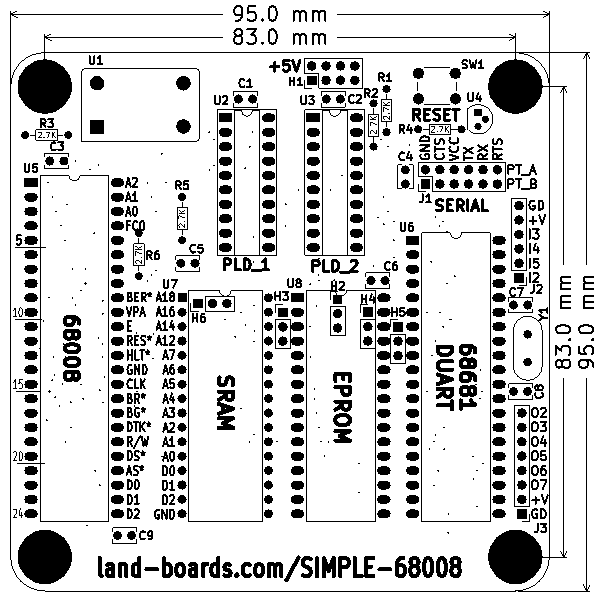 95.0 mm
83.0 mm
U1
+5V
H1
SW1
R1
C1
U2
U3
C2
R2
U4
RESET
R3
2.7K
2.7K
2.7K
R4
2.7K
C3
U5
GND
CTS
VCC
TX
RX
RTS
C4
PT_A
PT_B
J1
SERIAL
A2
A1
A0
FC0
R5
2.7K
GD
+V
I3
I4
I5
I2
J2
U6
5
2.7K
R6
C5
PLD_1
PLD_2
C6
U7
U8
H2
H3
H4
H5
H6
C7
Y1
83.0 mm
95.0 mm
10
15
20
24
BER*
VPA
E
RES*
HLT*
GND
CLK
BR*
BG*
DTK*
R/W
DS*
AS*
D0
D1
D2
A18
A16
A14
A12
A7
A6
A5
A4
A3
A2
A1
A0
D0
D1
D2
GND
68008
SRAM
EPROM
68681
DUART
C8
O2
O3
O4
O5
O6
O7
+V
GD
J3
C9
land-boards.com/SIMPLE-68008